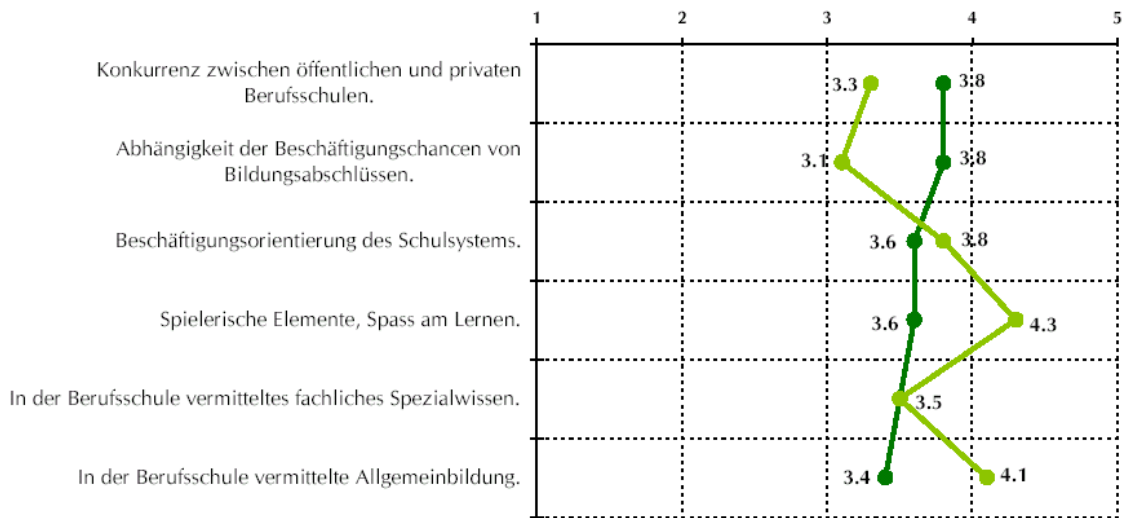 1 2 3 4 5
Konkurrenz zwischen öffentlichen und privaten
Berufsschulen.
3.3 3.8
Abhängigkeit der Beschäftigungschancen von
Bildungsabschlüssen.
3.1 3.8
Beschäftigungsorientierung des Schulsystems.
3.6 3.8
Spielerische Elemente, Spass am Lernen.
3.6 4.3
In der Berufsschule vermitteltes fachliches Spezialwissen.
3.5
In der Berufsschule vermittelte Allgemeinbildung.
3.4 4.1